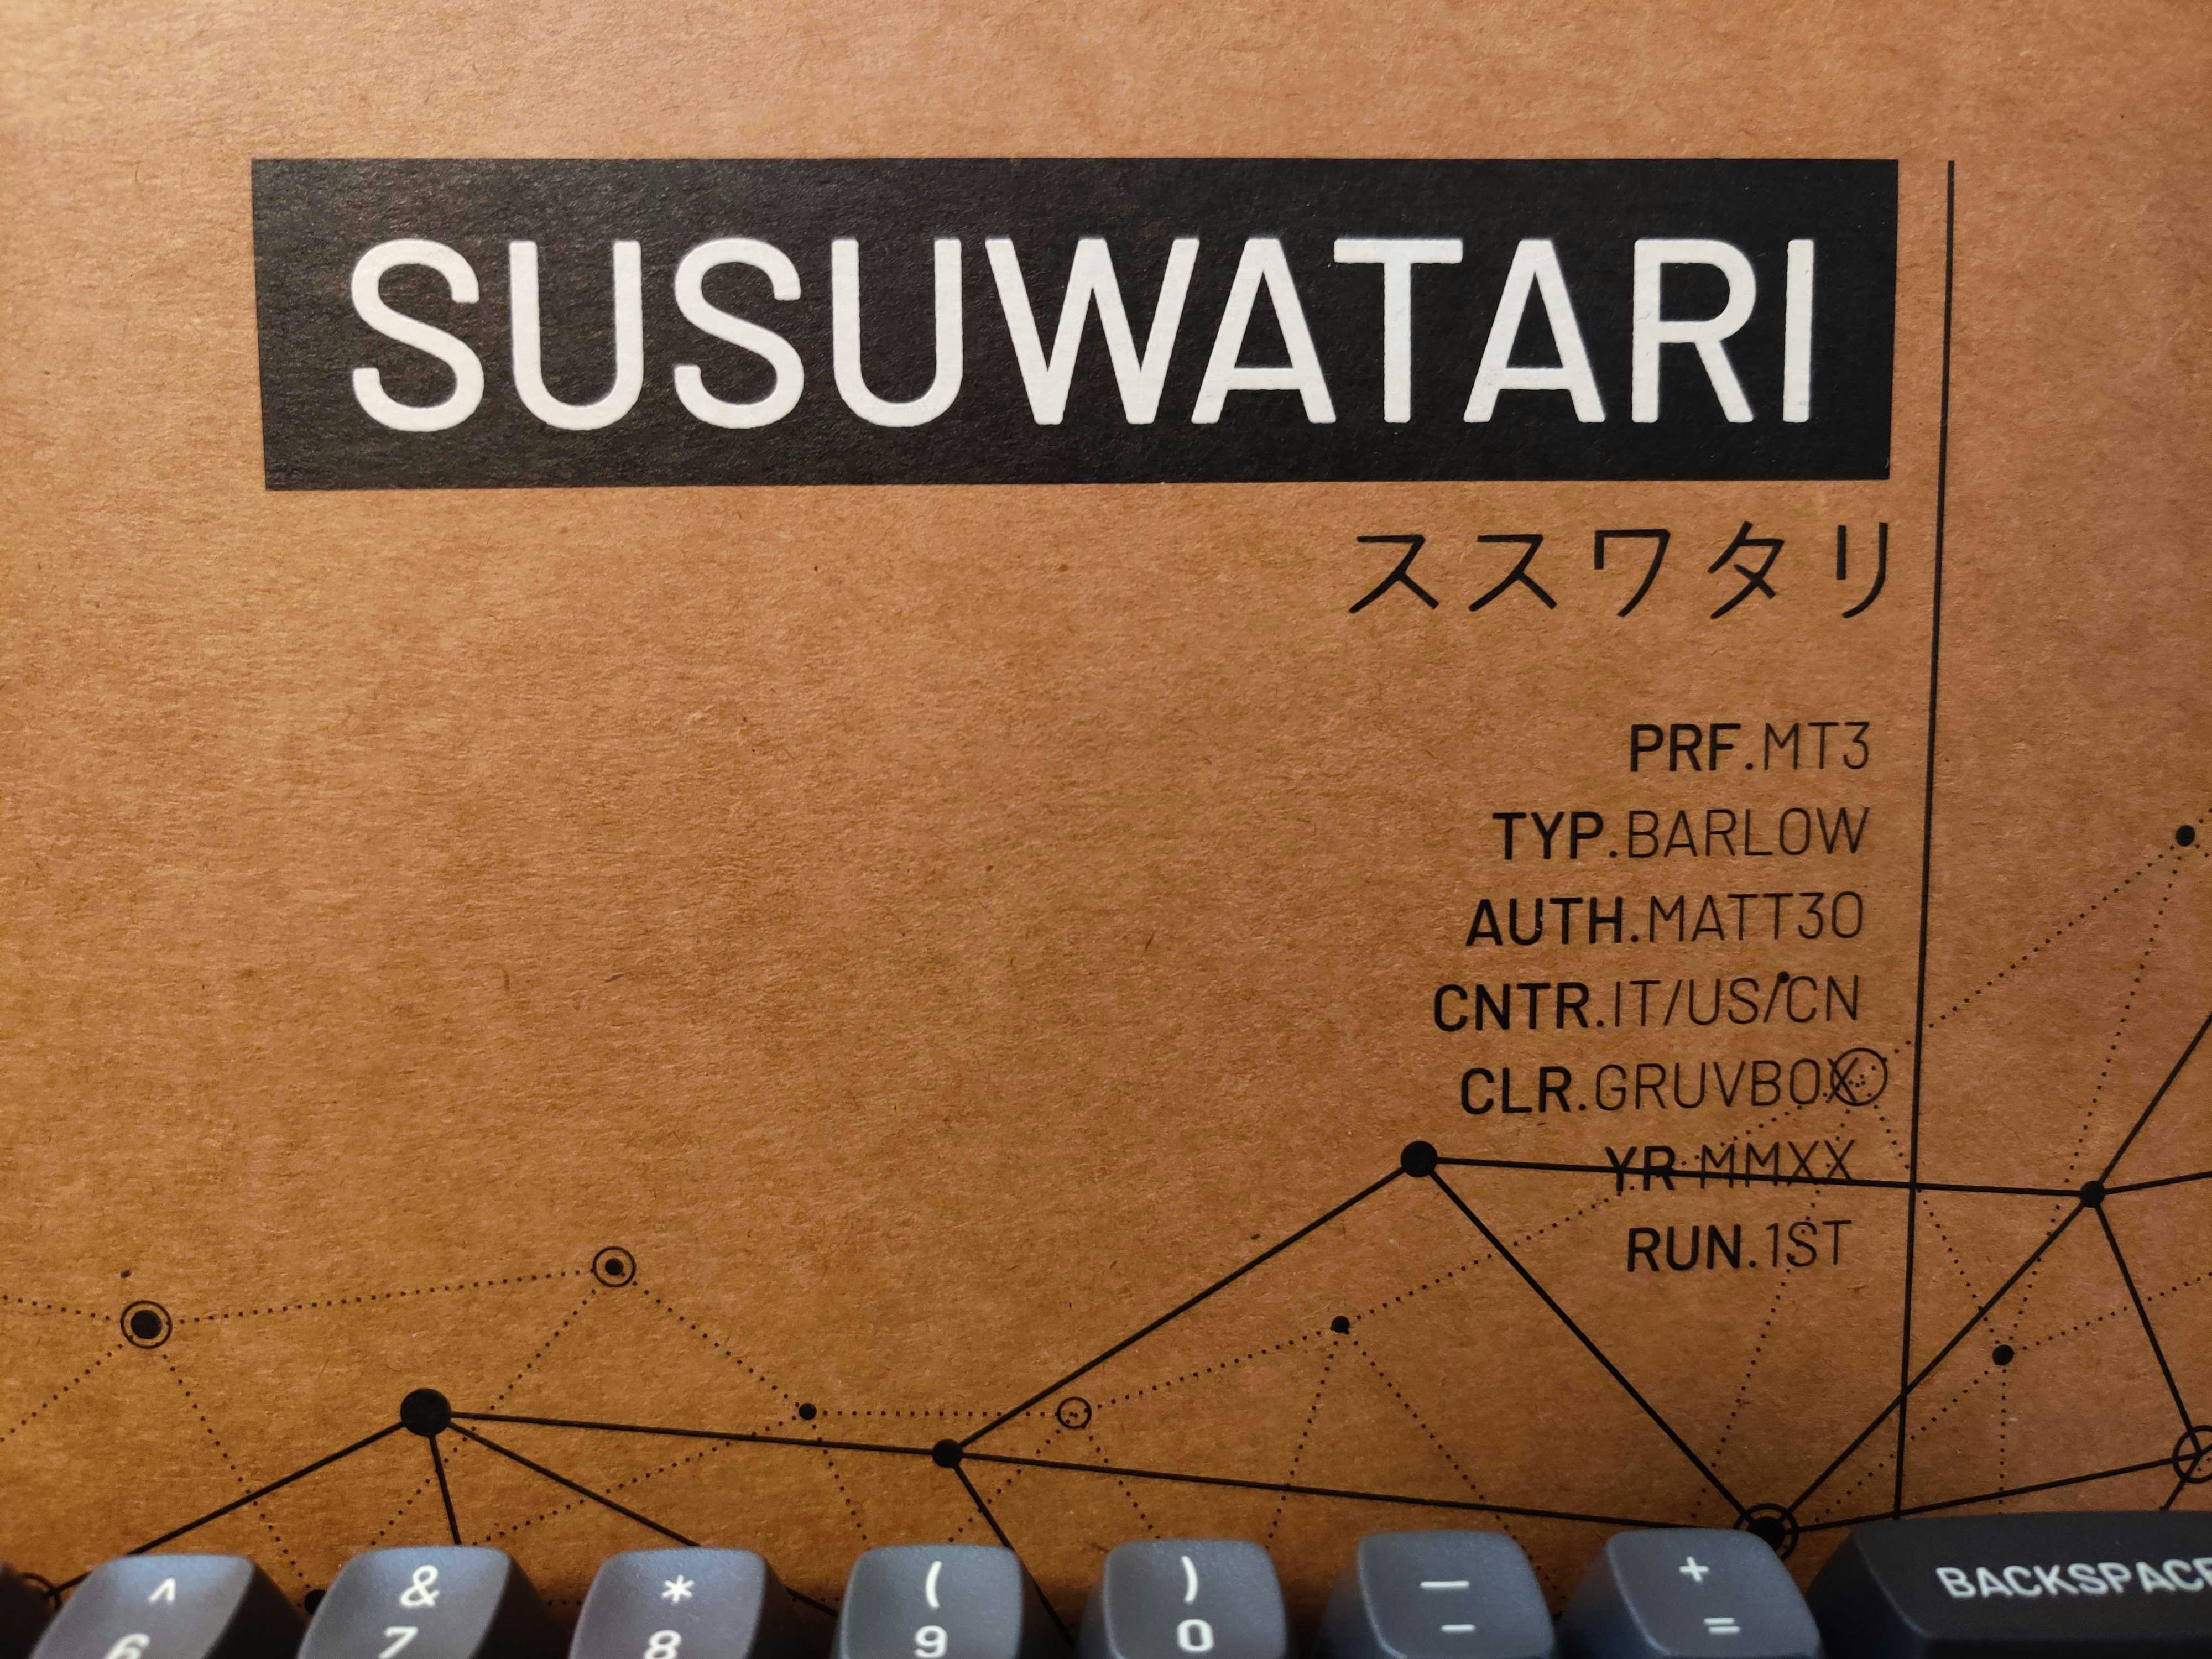 SUSUWATARI
ススワタリ
PRF.MT3
TYP.BARLOW
AUTH.MATT30
CNTR.IT/US/CN
CLR.GRUVBOX
YR.MMXX
RUN.1ST
^ & * ( ) — +
6 7 8 9 0 - = BACKSPACE